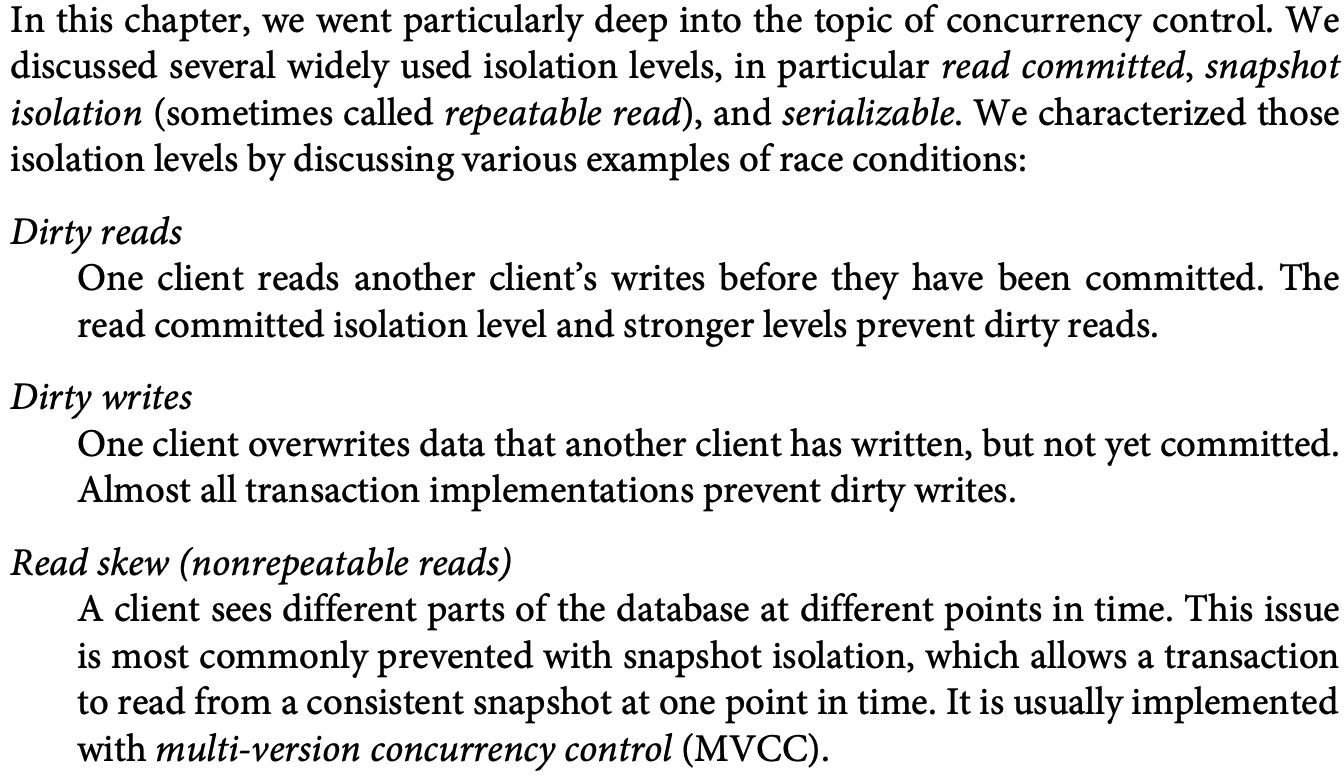 In this chapter, we went particularly deep into the topic of concurrency control. We
discussed several widely used isolation levels, in particular read committed, snapshot
isolation (sometimes called repeatable read), and serializable. We characterized those
isolation levels by discussing various examples of race conditions:
Dirty reads
One client reads another client’s writes before they have been committed. The
read committed isolation level and stronger levels prevent dirty reads.
Dirty writes
One client overwrites data that another client has written, but not yet committed.
Almost all transaction implementations prevent dirty writes.
Read skew (nonrepeatable reads)
A client sees different parts of the database at different points in time. This issue
is most commonly prevented with snapshot isolation, which allows a transaction
to read from a consistent snapshot at one point in time. It is usually implemented
with multi-version concurrency control (MVCC).